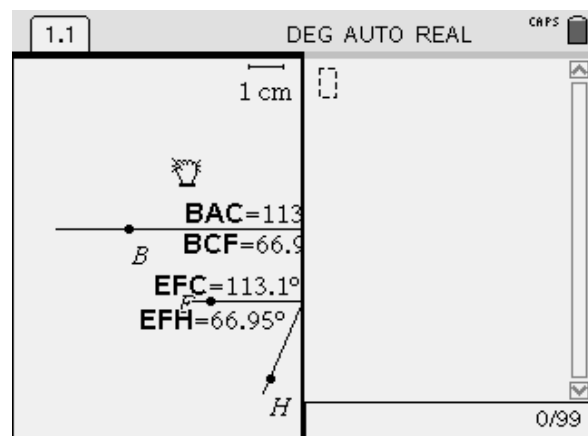 1.1 DEG AUTO REAL CAPS
1 cm
BAC=113
B BCF=66.9
EFC=113.1°
EFH=66.95°
H
0/99